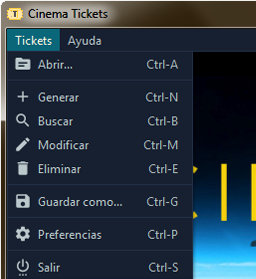 T Cinema Tickets
Tickets Ayuda
Abrir... Ctrl-A
Generar Ctrl-N
Buscar Ctrl-B
Modificar Ctrl-M
Eliminar Ctrl-E
Guardar como... Ctrl-G
Preferencias Ctrl-P
Salir Ctrl-S